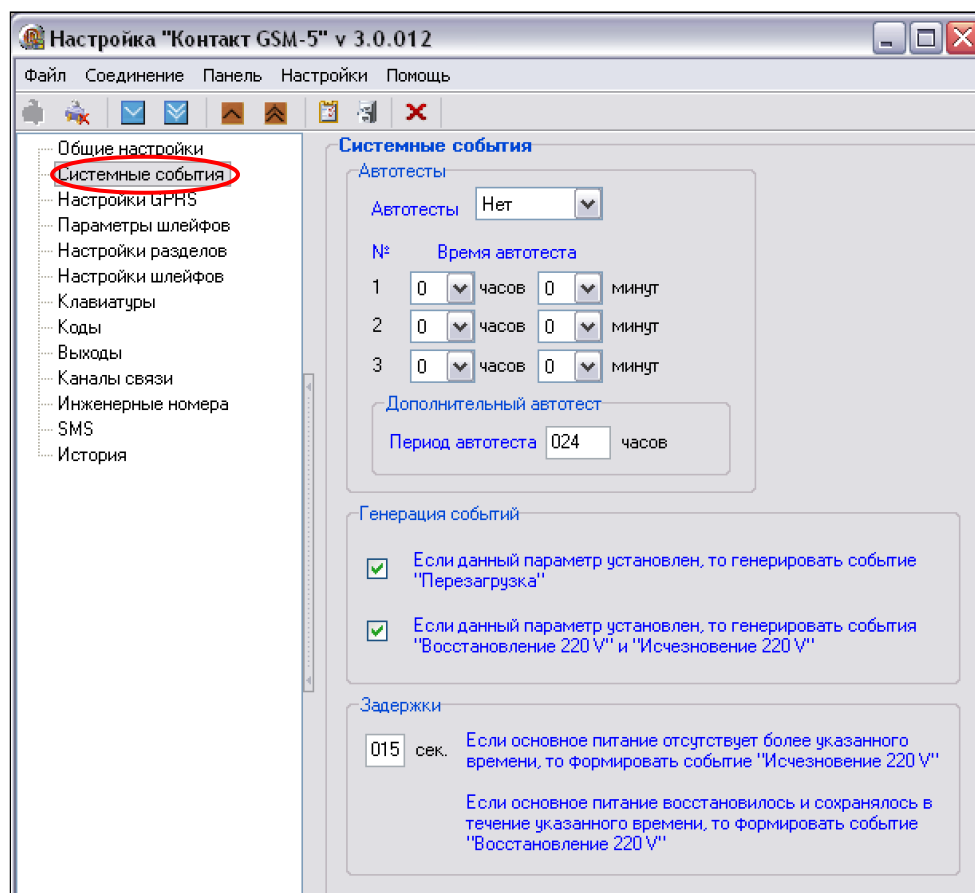 Настройка "Контакт GSM-5" v 3.0.012
Файл Соединение Панель Настройки Помощь
Общие настройки
Системные события
Настройки GPRS
Параметры шлейфов
Настройки разделов
Настройки шлейфов
Клавиатуры
Коды
Выходы
Каналы связи
Инженерные номера
SMS
История
Системные события
Автотесты
Автотесты Нет
№ Время автотеста
1 0 часов 0 минут
2 0 часов 0 минут
3 0 часов 0 минут
Дополнительный автотест
Период автотеста 024 часов
Генерация событий
Если данный параметр установлен, то генерировать событие
"Перезагрузка"
Если данный параметр установлен, то генерировать события
"Восстановление 220 V" и "Исчезновение 220 V"
Задержки
015 сек.
Если основное питание отсутствует более указанного
времени, то формировать событие "Исчезновение 220 V"
Если основное питание восстановилось и сохранялось в
течение указанного времени, то формировать событие
"Восстановление 220 V"